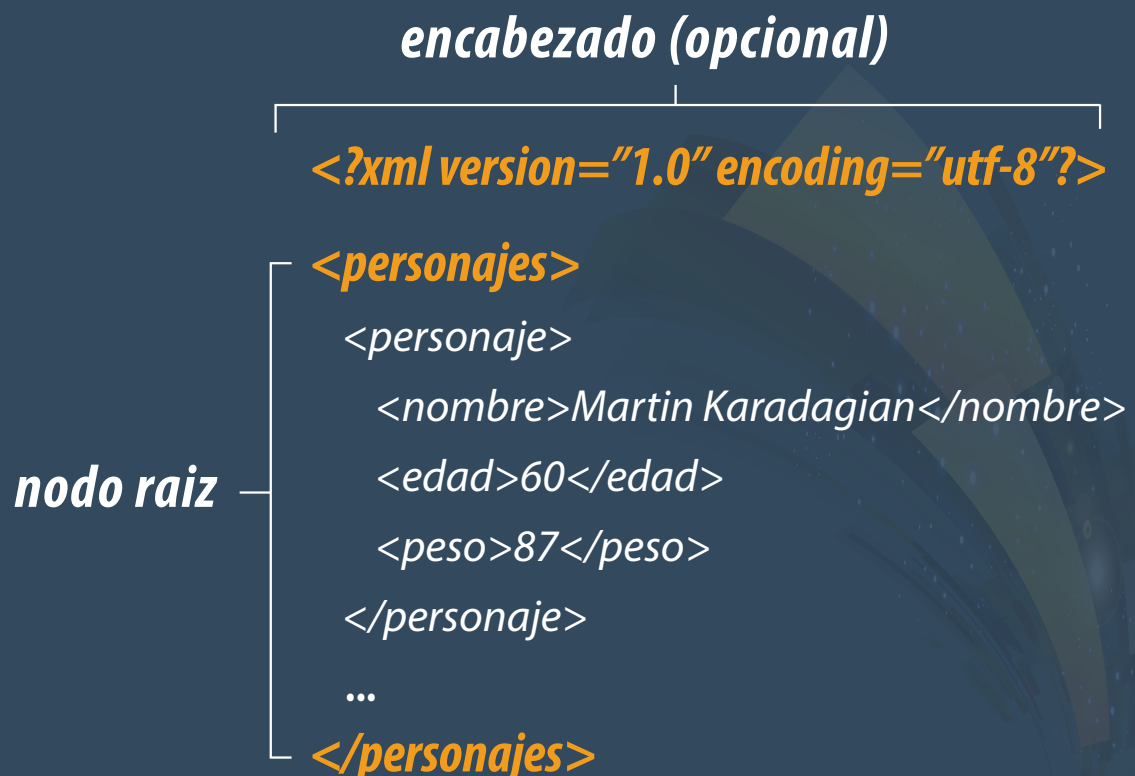 encabezado (opcional)
<?xml version="1.0" encoding="utf-8"?>
<personajes>
<personaje>
<nombre>Martin Karadagian</nombre>
<edad>60</edad>
nodo raiz
<peso>87</peso>
</personaje>
...
</personajes>